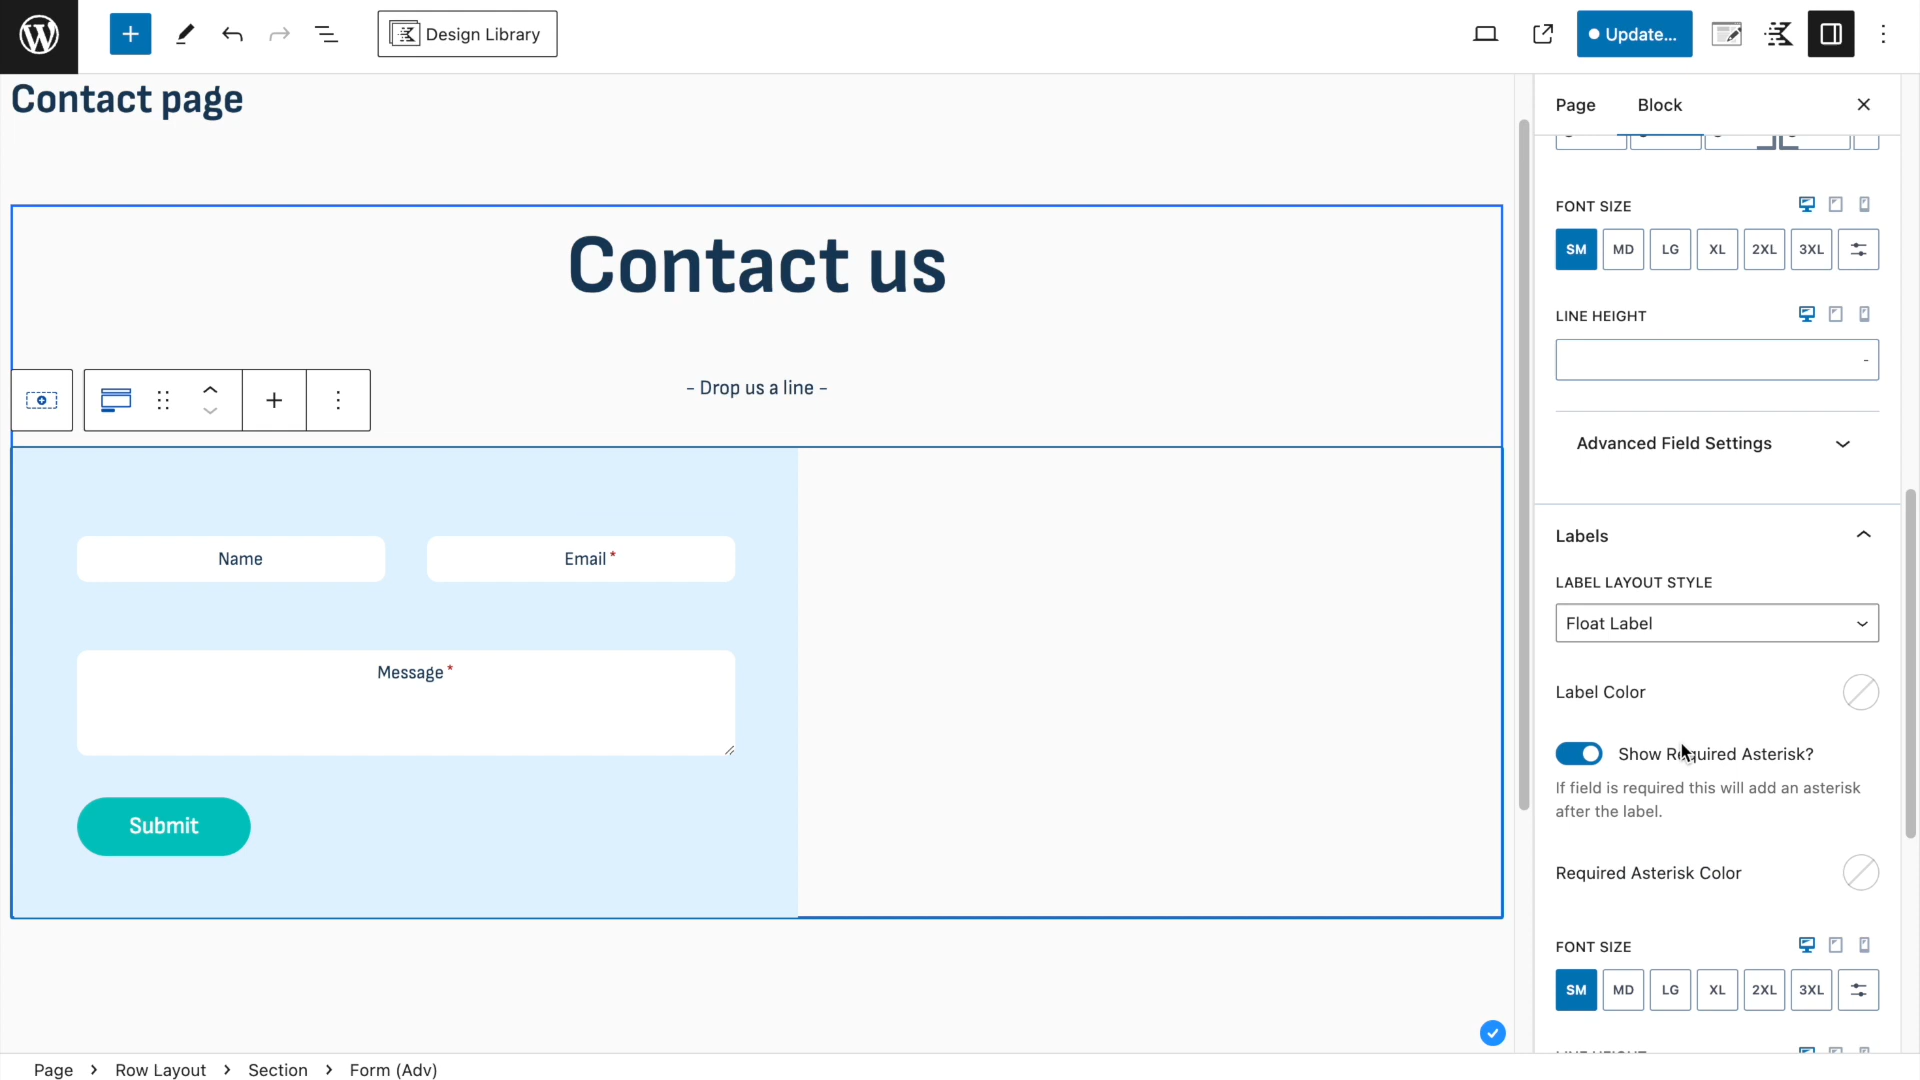 Design Library
Update...
Contact page
Page
Block
FONT SIZE
SM MD LG XL 2XL 3XL
LINE HEIGHT
-
Contact us
- Drop us a line -
Advanced Field Settings
Labels
LABEL LAYOUT STYLE
Float Label
Name
Email *
Message *
Submit
Label Color
Show Required Asterisk?
If field is required this will add an asterisk
after the label.
Required Asterisk Color
FONT SIZE
SM MD LG XL 2XL 3XL
Page > Row Layout > Section > Form (Adv)